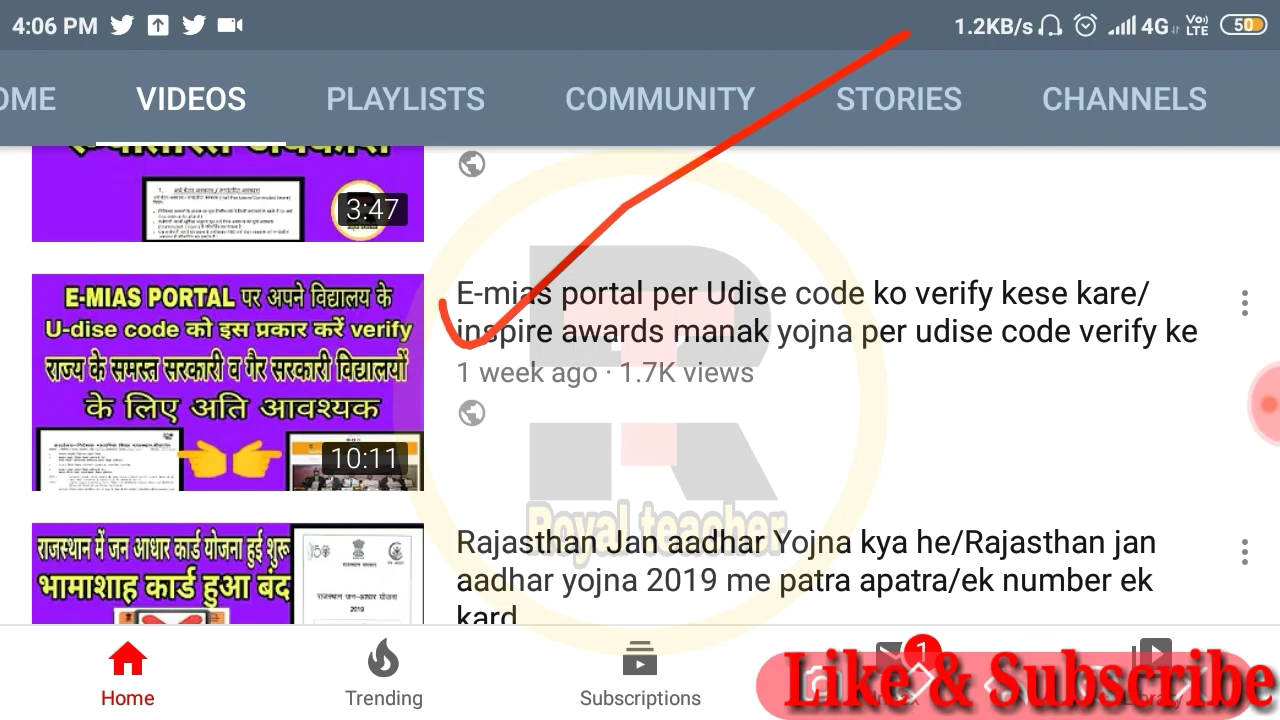 4:06 PM
1.2KB/s 4G Vo) LTE 50
OME VIDEOS PLAYLISTS COMMUNITY STORIES CHANNELS
3:47
E-MIAS PORTAL पर अपने विद्यालय के
U-dise code को इस प्रकार करें verify
राज्य के समस्त सरकारी व गैर सरकारी विद्यालयों
के लिए अति आवश्यक
10:11
E-mias portal per Udise code ko verify kese kare/
inspire awards manak yojna per udise code verify ke
1 week ago · 1.7K views
Royal teacher
राजस्थान में जन आधार कार्ड योजना हुई शुरू
भामाशाह कार्ड हुआ बंद
राजस्थान जन-आधार योजना
2019
Rajasthan Jan aadhar Yojna kya he/Rajasthan jan
aadhar yojna 2019 me patra apatra/ek number ek
kard
1
Home Trending Subscriptions
Like & Subscribe